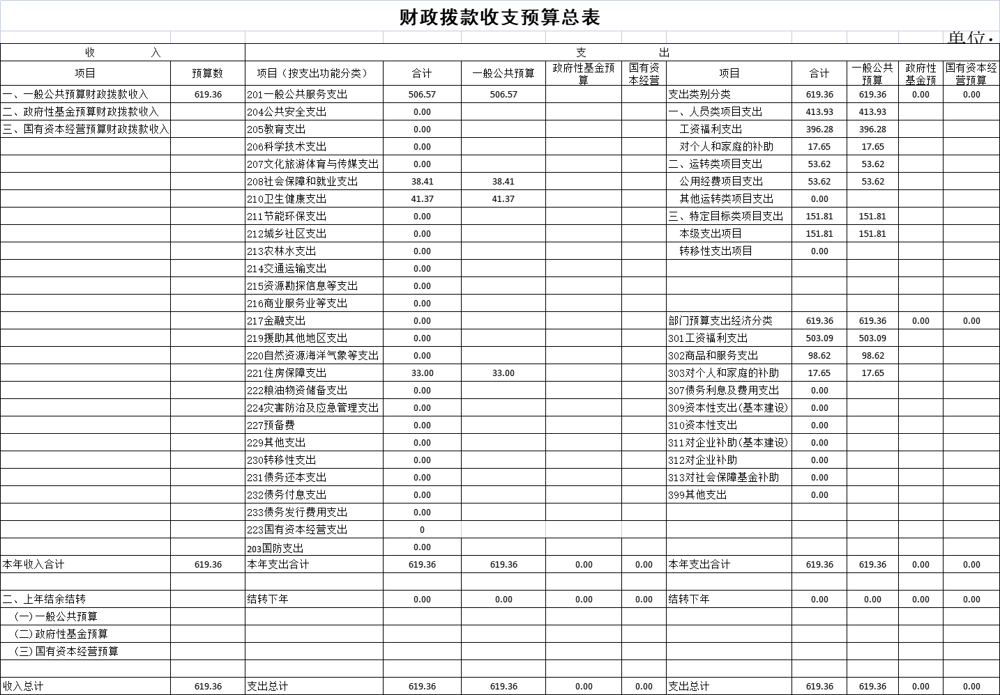 财政拨款收支预算总表
单位：
收 入 支 出
项目 预算数 项目（按支出功能分类） 合计 一般公共预算 政府性基金预算 国有资本经营 项目 合计 一般公共预算 政府性基金预 国有资本经营预算
一、一般公共预算财政拨款收入 619.36 201一般公共服务支出 506.57 506.57 支出类别分类 619.36 619.36 0.00 0.00
二、政府性基金预算财政拨款收入 204公共安全支出 0.00 一、人员类项目支出 413.93 413.93
三、国有资本经营预算财政拨款收入 205教育支出 0.00 工资福利支出 396.28 396.28
206科学技术支出 0.00 对个人和家庭的补助 17.65 17.65
207文化旅游体育与传媒支出 0.00 二、运转类项目支出 53.62 53.62
208社会保障和就业支出 38.41 38.41 公用经费项目支出 53.62 53.62
210卫生健康支出 41.37 41.37 其他运转类项目支出 0.00
211节能环保支出 0.00 三、特定目标类项目支出 151.81 151.81
212城乡社区支出 0.00 本级支出项目 151.81 151.81
213农林水支出 0.00 转移性支出项目 0.00
214交通运输支出 0.00
215资源勘探信息等支出 0.00
216商业服务业等支出 0.00
217金融支出 0.00 部门预算支出经济分类 619.36 619.36 0.00 0.00
219援助其他地区支出 0.00 301工资福利支出 503.09 503.09
220自然资源海洋气象等支出 0.00 302商品和服务支出 98.62 98.62
221住房保障支出 33.00 33.00 303对个人和家庭的补助 17.65 17.65
222粮油物资储备支出 0.00 307债务利息及费用支出 0.00
224灾害防治及应急管理支出 0.00 309资本性支出(基本建设) 0.00
227预备费 0.00 310资本性支出 0.00
229其他支出 0.00 311对企业补助(基本建设) 0.00
230转移性支出 0.00 312对企业补助 0.00
231债务还本支出 0.00 313对社会保障基金补助 0.00
232债务付息支出 0.00 399其他支出 0.00
233债务发行费用支出 0.00
223国有资本经营支出 0
203国防支出 0.00
本年收入合计 619.36 本年支出合计 619.36 619.36 0.00 0.00 本年支出合计 619.36 619.36 0.00 0.00
二、上年结余结转 结转下年 0.00 0.00 0.00 0.00 结转下年 0.00 0.00 0.00 0.00
(一)一般公共预算
(二)政府性基金预算
(三)国有资本经营预算
收入总计 619.36 支出总计 619.36 619.36 0.00 0.00 支出总计 619.36 619.36 0.00 0.00